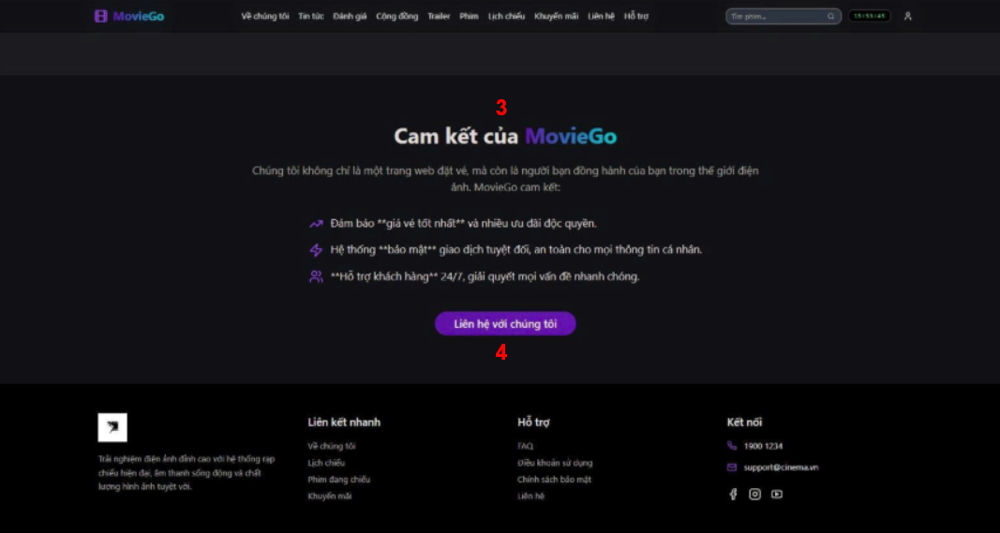 MovieGo
Về chúng tôi Tin tức Đánh giá Cộng đồng Trailer Phim Lịch chiếu Khuyến mãi Liên hệ Hỗ trợ
Tìm phim...
15:53:45
3
Cam kết của MovieGo
Chúng tôi không chỉ là một trang web đặt vé, mà còn là người bạn đồng hành của bạn trong thế giới điện
ảnh. MovieGo cam kết:
Đảm bảo **giá vé tốt nhất** và nhiều ưu đãi độc quyền.
Hệ thống **bảo mật** giao dịch tuyệt đối, an toàn cho mọi thông tin cá nhân.
**Hỗ trợ khách hàng** 24/7, giải quyết mọi vấn đề nhanh chóng.
Liên hệ với chúng tôi
4
Trải nghiệm điện ảnh đỉnh cao với hệ thống rạp
chiếu hiện đại, âm thanh sống động và chất
lượng hình ảnh tuyệt vời.
Liên kết nhanh
Về chúng tôi
Lịch chiếu
Phim đang chiếu
Khuyến mãi
Hỗ trợ
FAQ
Điều khoản sử dụng
Chính sách bảo mật
Liên hệ
Kết nối
1900 1234
support@cinema.vn